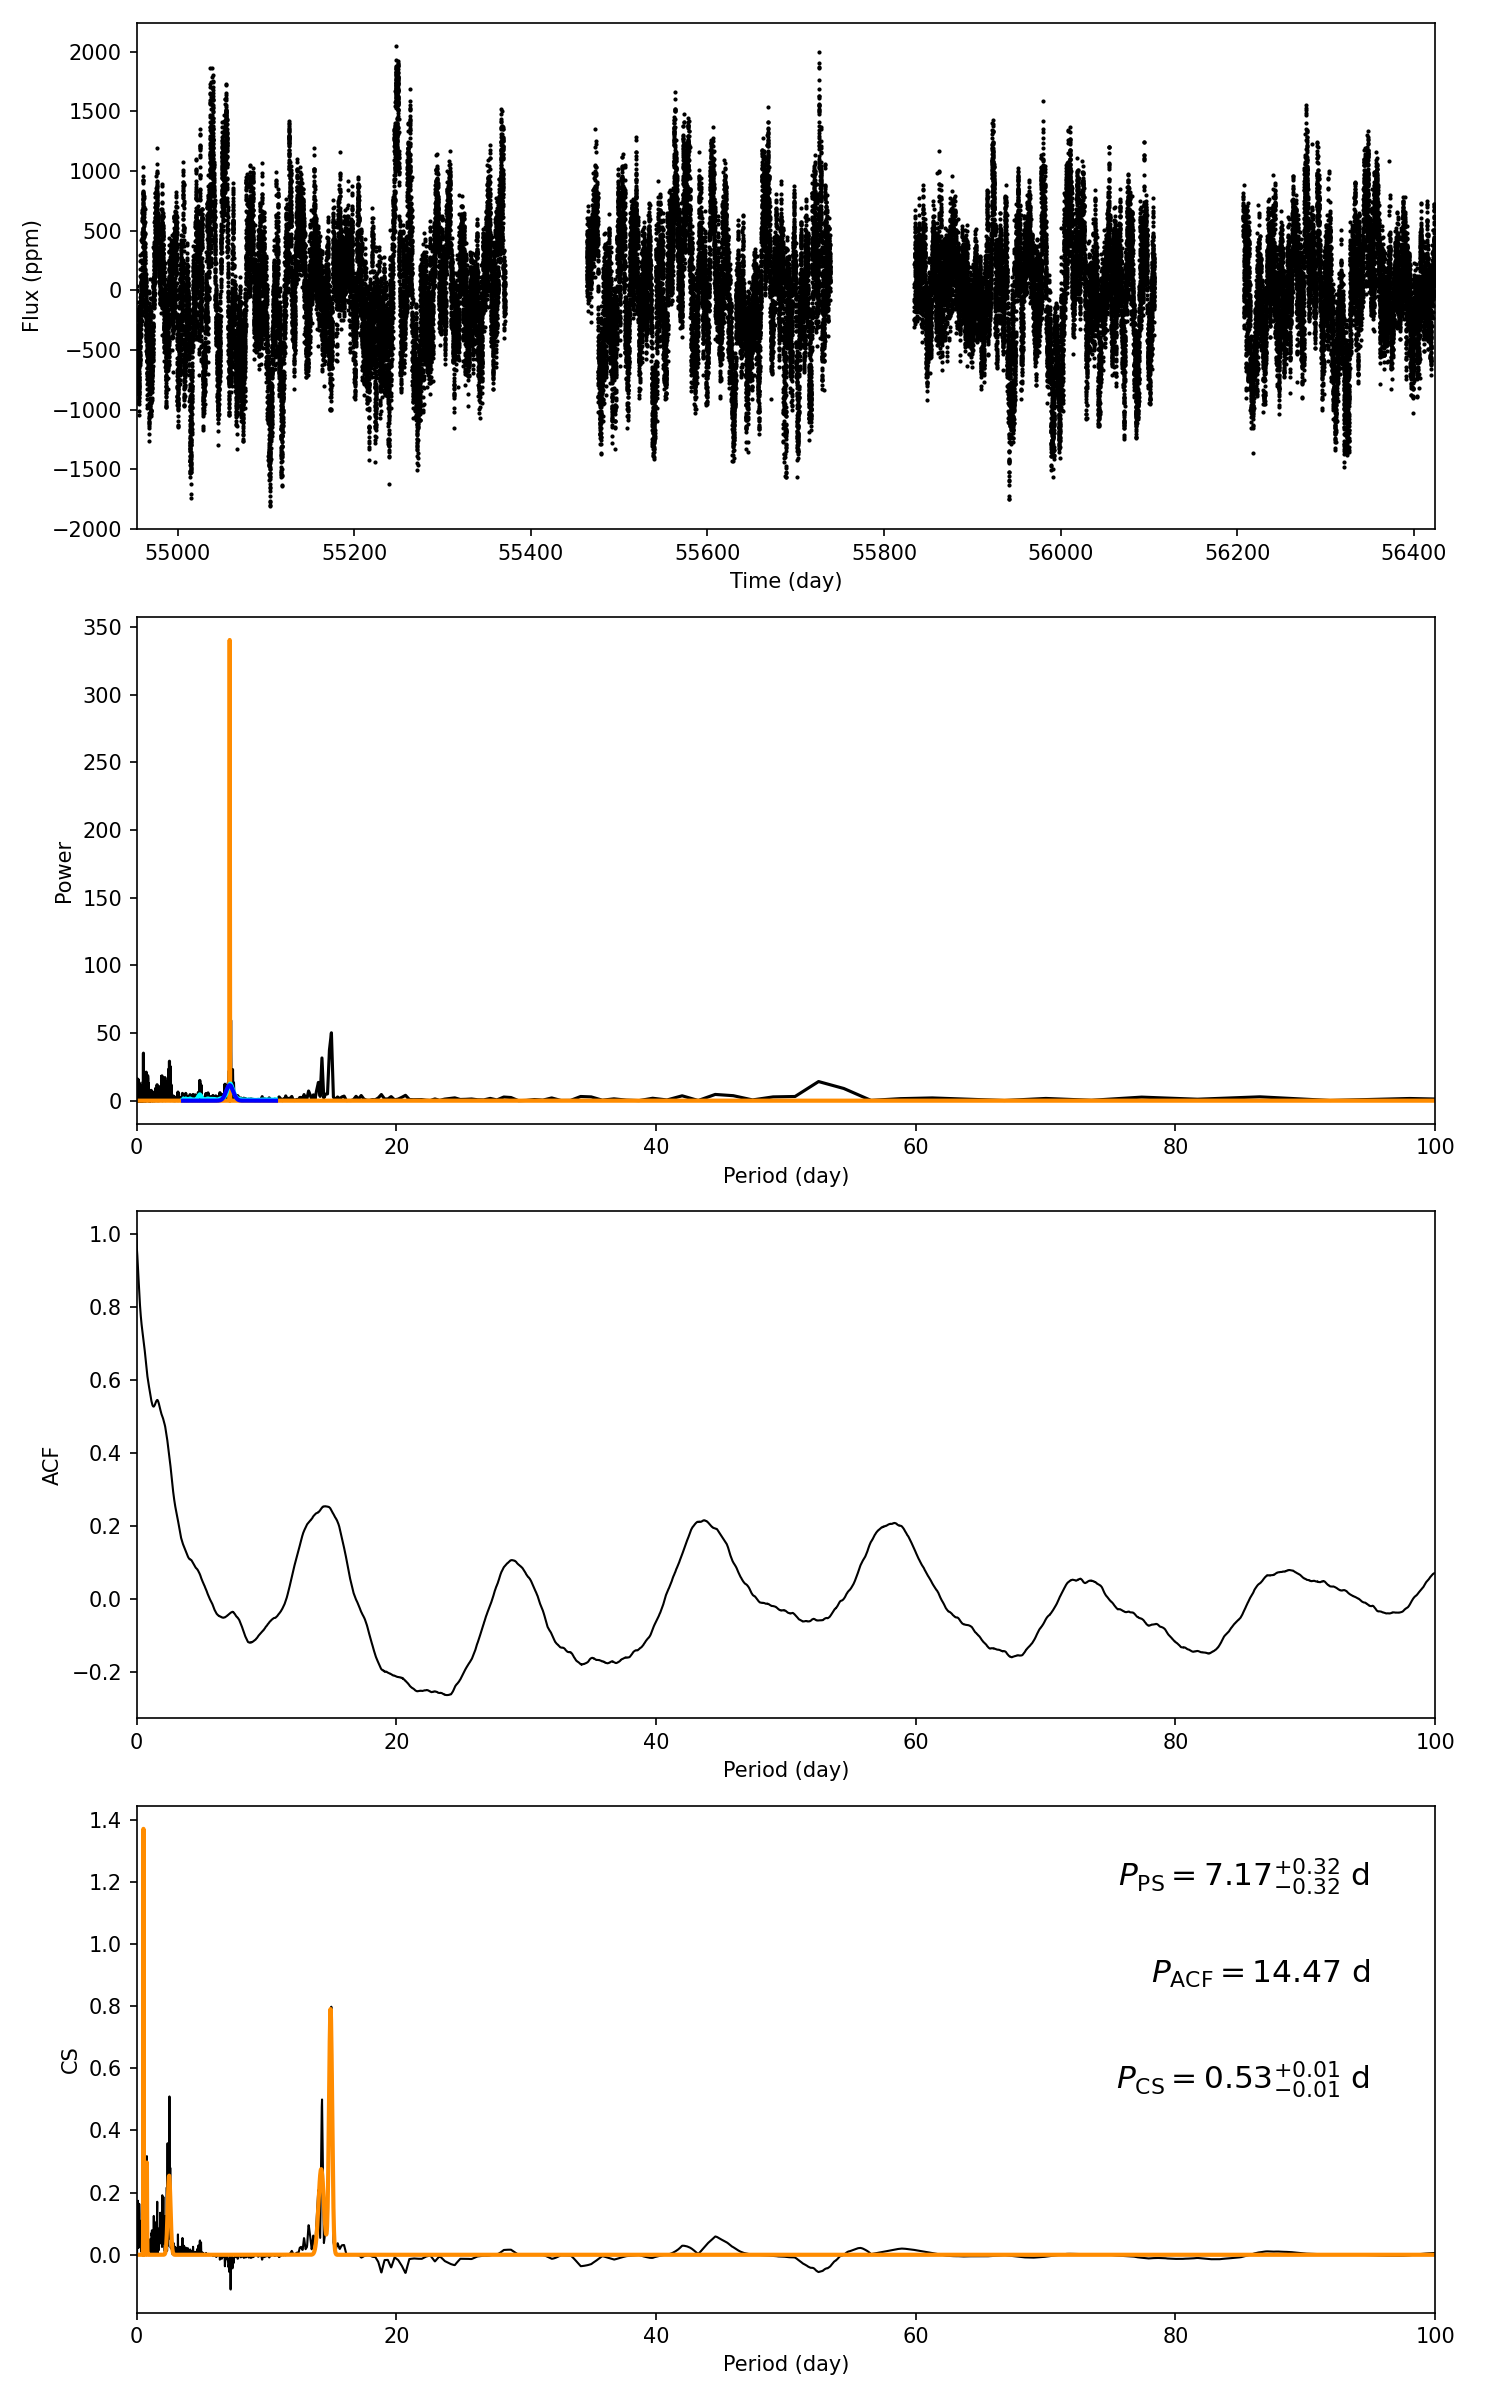 2000
1500
1000
500
0
−500
−1000
−1500
−2000
Flux (ppm)
55000 55200 55400 55600 55800 56000 56200 56400
Time (day)
350
300
250
200
150
100
50
0
Power
0 20 40 60 80 100
Period (day)
1.0
0.8
0.6
0.4
0.2
0.0
−0.2
ACF
0 20 40 60 80 100
Period (day)
1.4
1.2
1.0
0.8
0.6
0.4
0.2
0.0
CS
P_PS = 7.17^{+0.32}_{−0.32} d
P_ACF = 14.47 d
P_CS = 0.53^{+0.01}_{−0.01} d
0 20 40 60 80 100
Period (day)